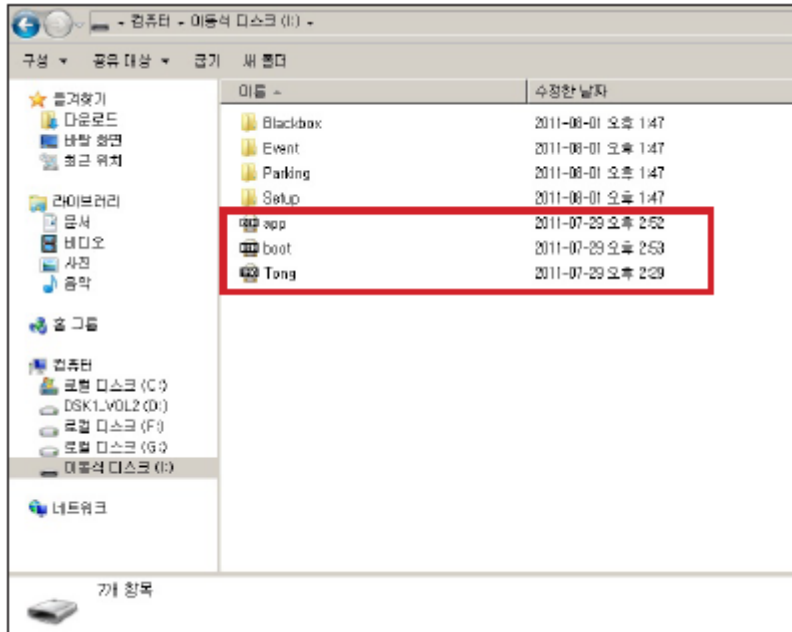 컴퓨터 이동식 디스크 (I:)
구성 공유 대상 굽기 새 폴더
이름 수정한 날짜
즐겨찾기
다운로드
바탕 화면
최근 위치
라이브러리
문서
비디오
사진
음악
홈 그룹
컴퓨터
로컬 디스크 (C:)
DSK1_VOL2 (D:)
로컬 디스크 (F:)
로컬 디스크 (G:)
이동식 디스크 (I:)
네트워크
Blackbox 2011-08-01 오후 1:47
Event 2011-08-01 오후 1:47
Parking 2011-08-01 오후 1:47
Setup 2011-08-01 오후 1:47
app 2011-07-29 오후 2:52
boot 2011-07-29 오후 2:53
Tong 2011-07-29 오후 2:29
7개 항목